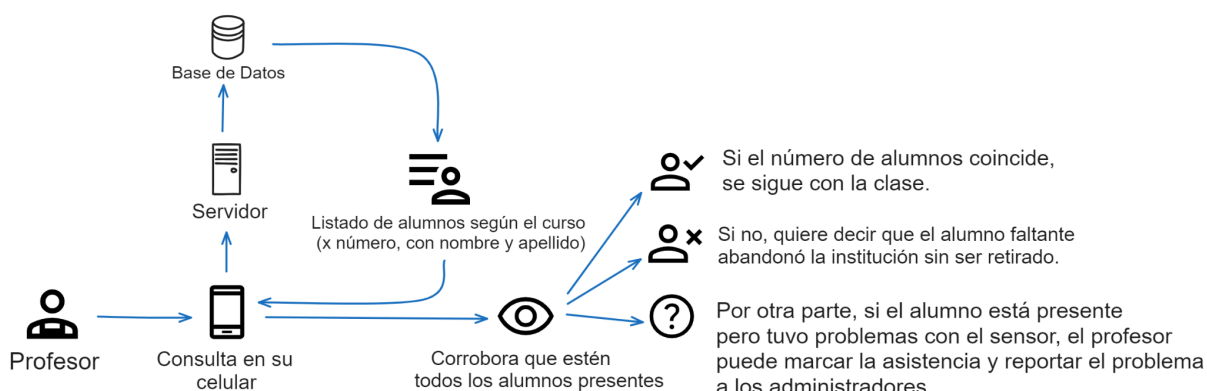 Base de Datos
Servidor
Listado de alumnos según el curso
(x número, con nombre y apellido)
Profesor
Consulta en su
celular
Corrobora que estén
todos los alumnos presentes
Si el número de alumnos coincide,
se sigue con la clase.
Si no, quiere decir que el alumno faltante
abandonó la institución sin ser retirado.
?
Por otra parte, si el alumno está presente
pero tuvo problemas con el sensor, el profesor
puede marcar la asistencia y reportar el problema
a los administradores